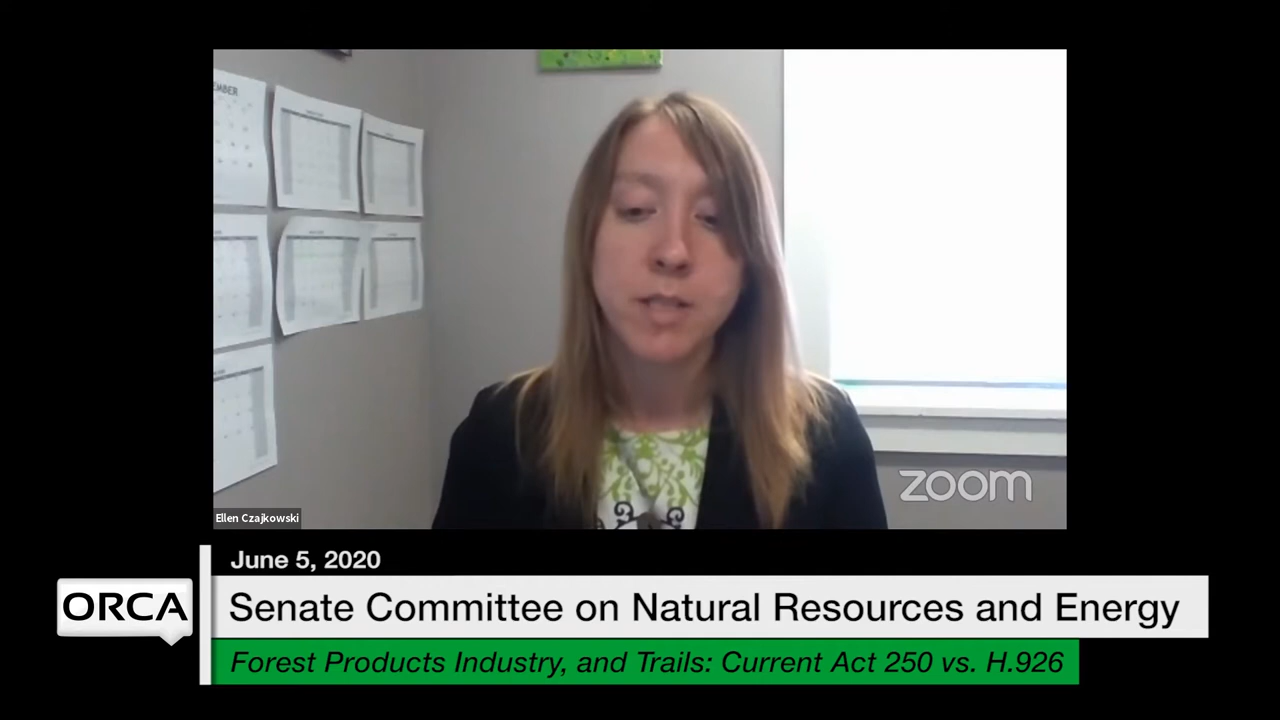 EMBER
zoom
Ellen Czajkowski
June 5, 2020
ORCA
Senate Committee on Natural Resources and Energy
Forest Products Industry, and Trails: Current Act 250 vs. H.926